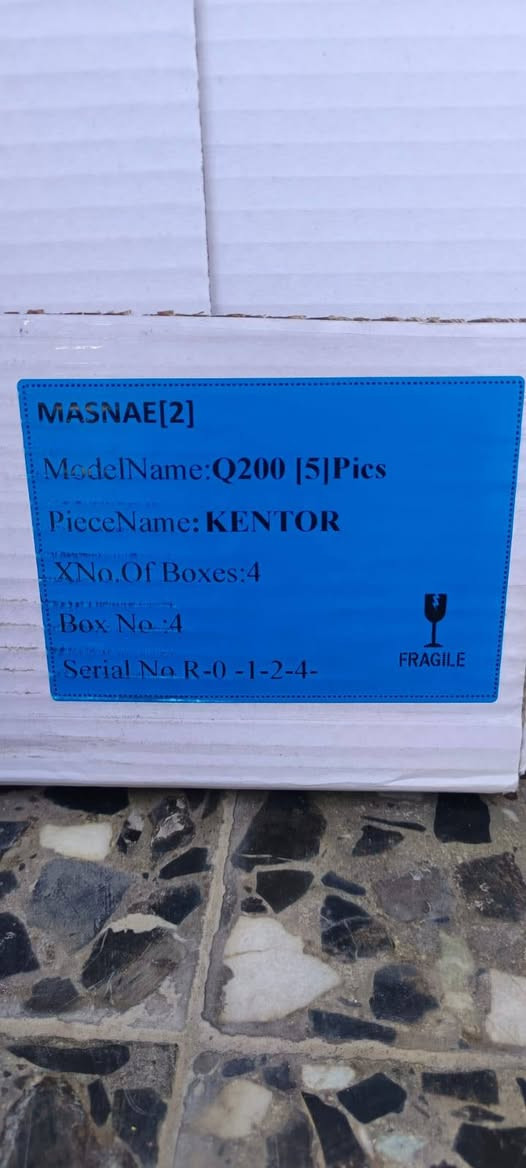 MASNAE[2]
ModelName:Q200 [5]Pics
PieceName: KENTOR
XNo.Of Boxes:4
Box No :4
Serial No R-0 -1-2-4-
FRAGILE